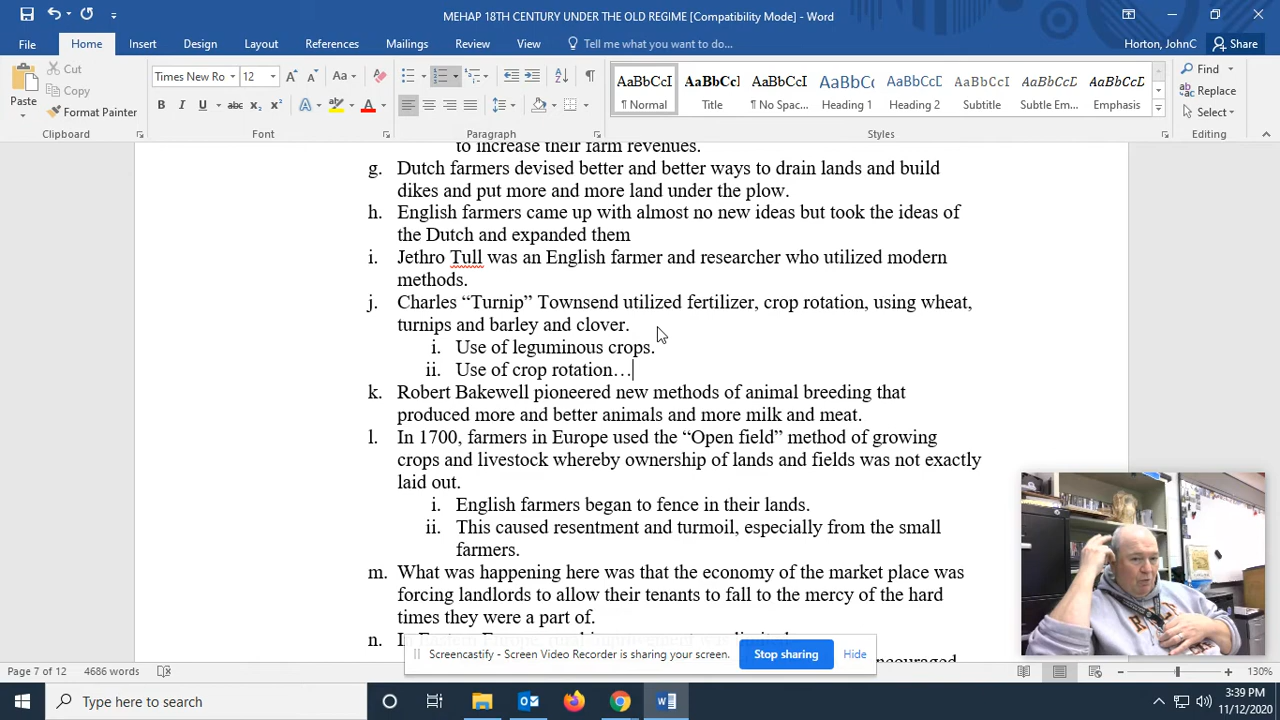 MEHAP 18TH CENTURY UNDER THE OLD REGIME [Compatibility Mode] - Word
File Home Insert Design Layout References Mailings Review View Tell me what you want to do... Horton, JohnC Share
Paste Cut Copy Format Painter
Times New Ro 12
AaBbCcI AaBbCcI AaBbCcI AaBbCc AaBbCcI AaBbCcI AaBbCcI AaBbCcI
¶ Normal Title ¶ No Spac... Heading 1 Heading 2 Subtitle Subtle Em... Emphasis
Find Replace Select
Clipboard Font Paragraph Styles Editing
to increase their farm revenues.
g. Dutch farmers devised better and better ways to drain lands and build
dikes and put more and more land under the plow.
h. English farmers came up with almost no new ideas but took the ideas of
the Dutch and expanded them
i. Jethro Tull was an English farmer and researcher who utilized modern
methods.
j. Charles “Turnip” Townsend utilized fertilizer, crop rotation, using wheat,
turnips and barley and clover.
i. Use of leguminous crops.
ii. Use of crop rotation…
k. Robert Bakewell pioneered new methods of animal breeding that
produced more and better animals and more milk and meat.
l. In 1700, farmers in Europe used the “Open field” method of growing
crops and livestock whereby ownership of lands and fields was not exactly
laid out.
i. English farmers began to fence in their lands.
ii. This caused resentment and turmoil, especially from the small
farmers.
m. What was happening here was that the economy of the market place was
forcing landlords to allow their tenants to fall to the mercy of the hard
times they were a part of.
n.
Screencastify - Screen Video Recorder is sharing your screen. Stop sharing Hide
Page 7 of 12 4686 words 130%
Type here to search
3:39 PM
11/12/2020